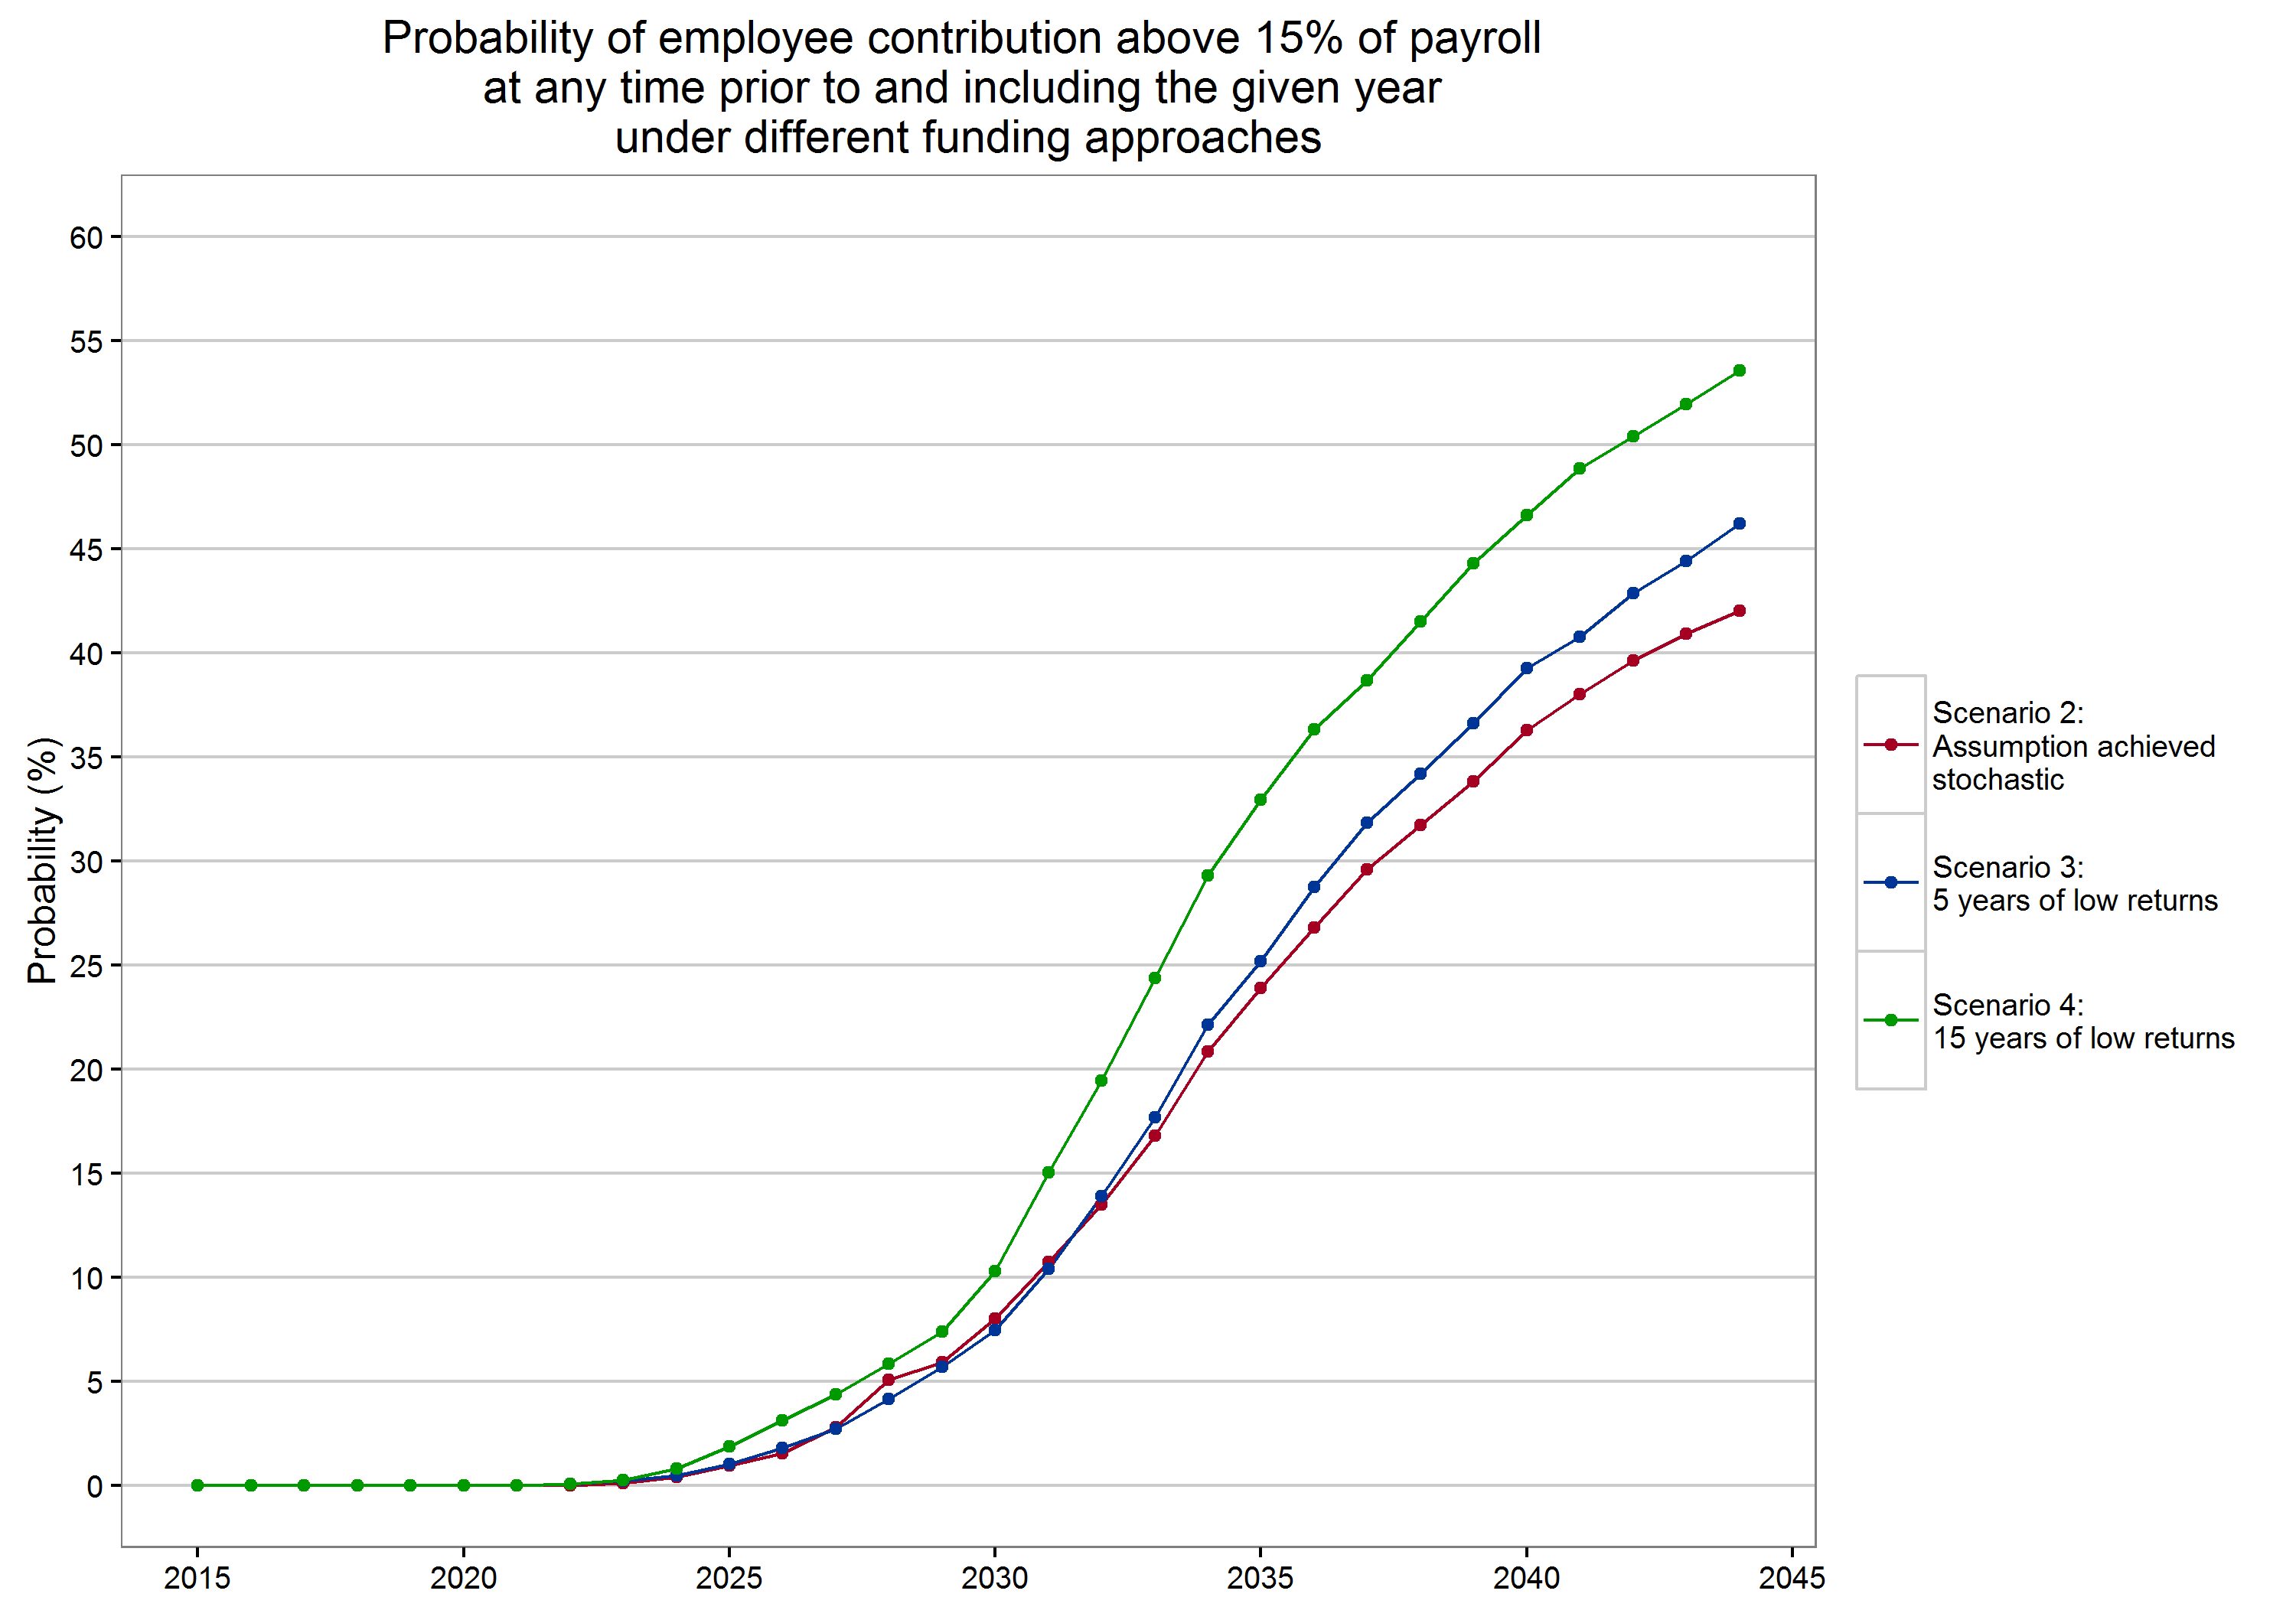 Probability of employee contribution above 15% of payroll
at any time prior to and including the given year
under different funding approaches
Probability (%)
60
55
50
45
40
35
30
25
20
15
10
5
0
2015 2020 2025 2030 2035 2040 2045
Scenario 2:
Assumption achieved
stochastic
Scenario 3:
5 years of low returns
Scenario 4:
15 years of low returns